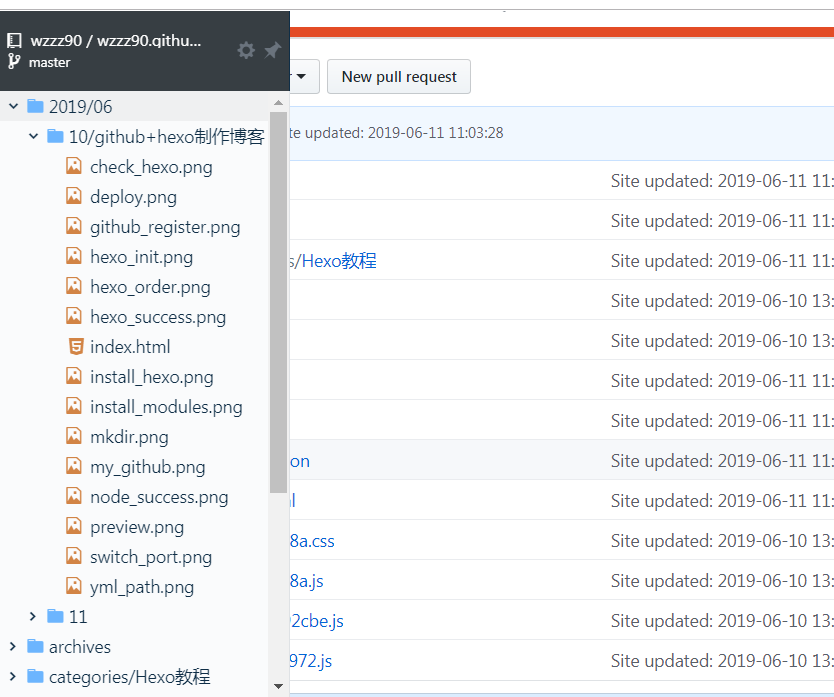 wzzz90 / wzzz90.githu...
master
New pull request
2019/06
te updated: 2019-06-11 11:03:28
10/github+hexo制作博客
check_hexo.png
Site updated: 2019-06-11 11:
deploy.png
github_register.png
Site updated: 2019-06-11 11:
hexo_init.png
s/Hexo教程
Site updated: 2019-06-11 11:
hexo_order.png
Site updated: 2019-06-10 13:
hexo_success.png
index.html
Site updated: 2019-06-10 13:
install_hexo.png
Site updated: 2019-06-11 11:
install_modules.png
Site updated: 2019-06-11 11:
mkdir.png
my_github.png
on
Site updated: 2019-06-11 11:
node_success.png
l
Site updated: 2019-06-11 11:
preview.png
8a.css
Site updated: 2019-06-10 13:
switch_port.png
yml_path.png
8a.js
Site updated: 2019-06-10 13:
11
2cbe.js
Site updated: 2019-06-10 13:
archives
972.js
Site updated: 2019-06-10 13:
categories/Hexo教程